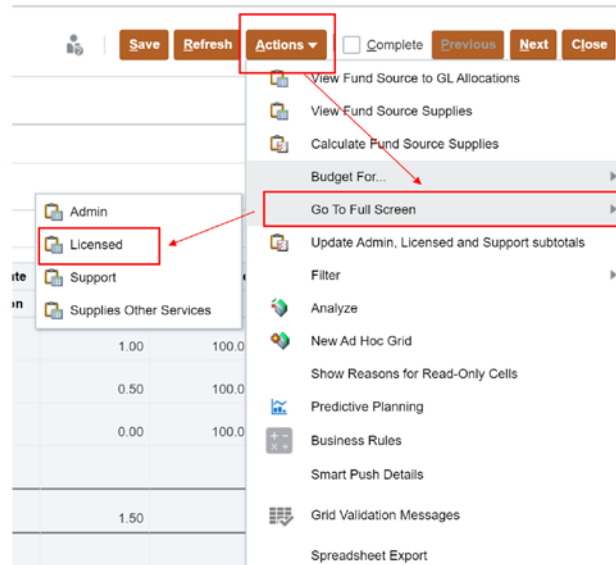 Save Refresh Actions Complete Previous Next Close
View Fund Source to GL Allocations
View Fund Source Supplies
Calculate Fund Source Supplies
Budget For...
Go To Full Screen
Update Admin, Licensed and Support subtotals
Filter
Analyze
New Ad Hoc Grid
Show Reasons for Read-Only Cells
Predictive Planning
Business Rules
Smart Push Details
Grid Validation Messages
Spreadsheet Export
Admin
Licensed
Support
Supplies Other Services
1.00 100.0
0.50 100.0
0.00 100.0
1.50